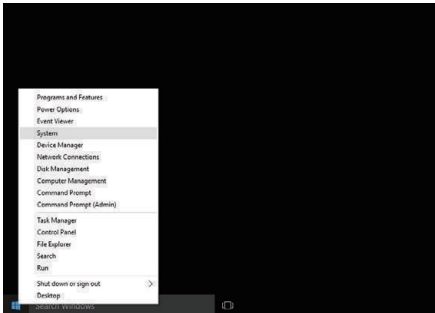 Programs and Features
Power Options
Event Viewer
System
Device Manager
Network Connections
Disk Management
Computer Management
Command Prompt
Command Prompt (Admin)
Task Manager
Control Panel
File Explorer
Search
Run
Shut down or sign out
Desktop
Search Windows